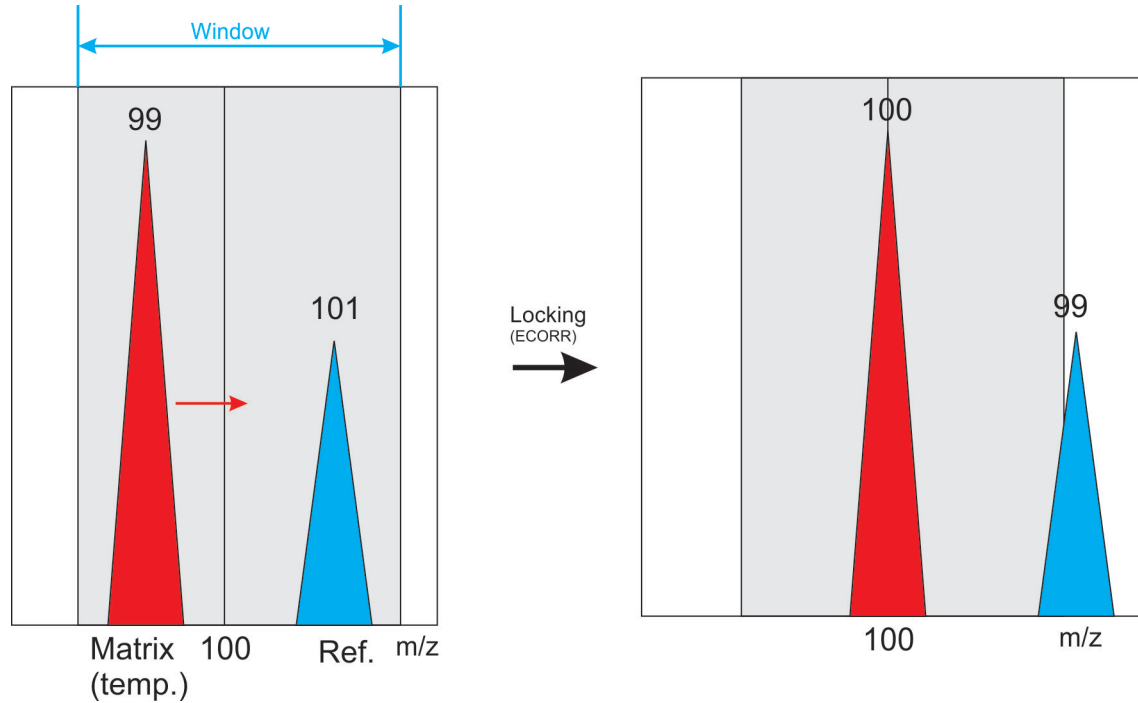 Window
99
101
Matrix
(temp.)
100
Ref.
m/z
Locking
(ECORR)
100
99
100
m/z